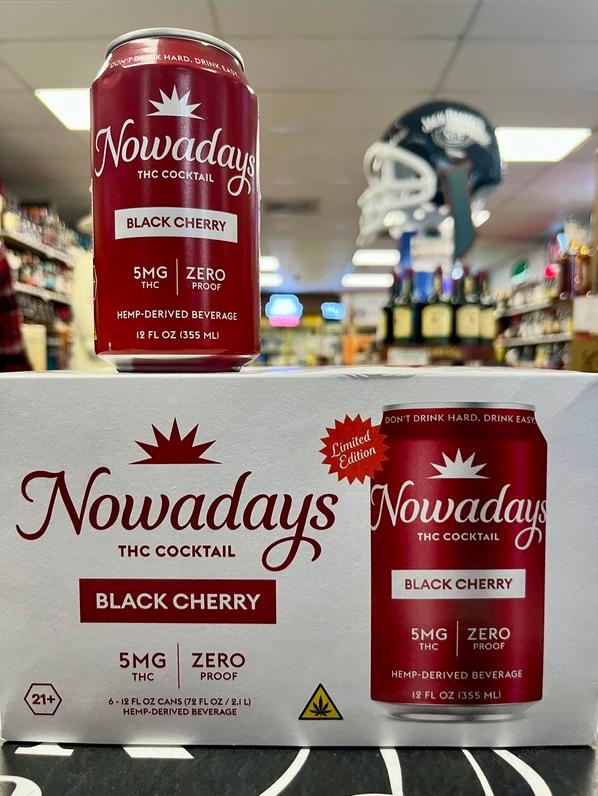 DON'T DRINK HARD. DRINK EASY.
Nowadays
THC COCKTAIL
BLACK CHERRY
5MG THC | ZERO PROOF
HEMP-DERIVED BEVERAGE
12 FL OZ (355 ML)
JACK DANIEL'S
Nowadays
THC COCKTAIL
BLACK CHERRY
5MG THC | ZERO PROOF
21+
6 - 12 FL OZ CANS (72 FL OZ / 2.1 L)
HEMP-DERIVED BEVERAGE
Limited
Edition
DON'T DRINK HARD. DRINK EASY.
Nowadays
THC COCKTAIL
BLACK CHERRY
5MG THC | ZERO PROOF
HEMP-DERIVED BEVERAGE
12 FL OZ (355 ML)